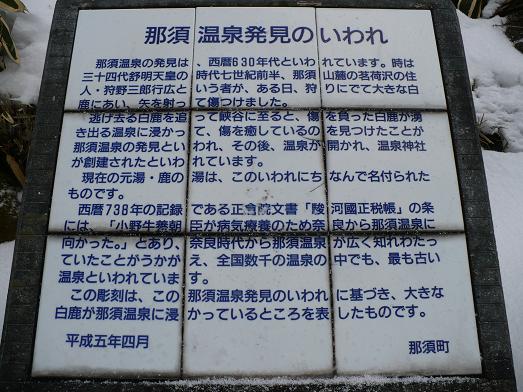 那須温泉発見のいわれ
那須温泉の発見は、西暦630年代といわれています。時は
三十四代舒明天皇の時代七世紀前半、那須山麓の茗荷沢の住
人・狩野三郎行広という者が、ある日、狩りにでて大きな白
鹿にあい、矢を射って傷つけました。
逃げ去る白鹿を追って峡谷に至ると、傷を負った白鹿が湧
き出る温泉に浸かって、傷を癒しているのを見つけたことが
那須温泉の発見といわれ、その後、温泉が開かれ、温泉神社
が創建されたといわれています。
現在の元湯・鹿の湯は、このいわれにちなんで名付られた
ものです。
西暦738年の記録である正倉院文書「駿河國正税帳」の条
には、「小野牛養朝臣が病気療養のため奈良から那須温泉に
向かった。」とあり、奈良時代から那須温泉が広く知れわたっ
ていたことがうかがえ、全国数千の温泉の中でも、最も古い
温泉といわれています。
この彫刻は、この那須温泉発見のいわれに基づき、大きな
白鹿が那須温泉に浸かっているところを表したものです。
平成五年四月
那須町